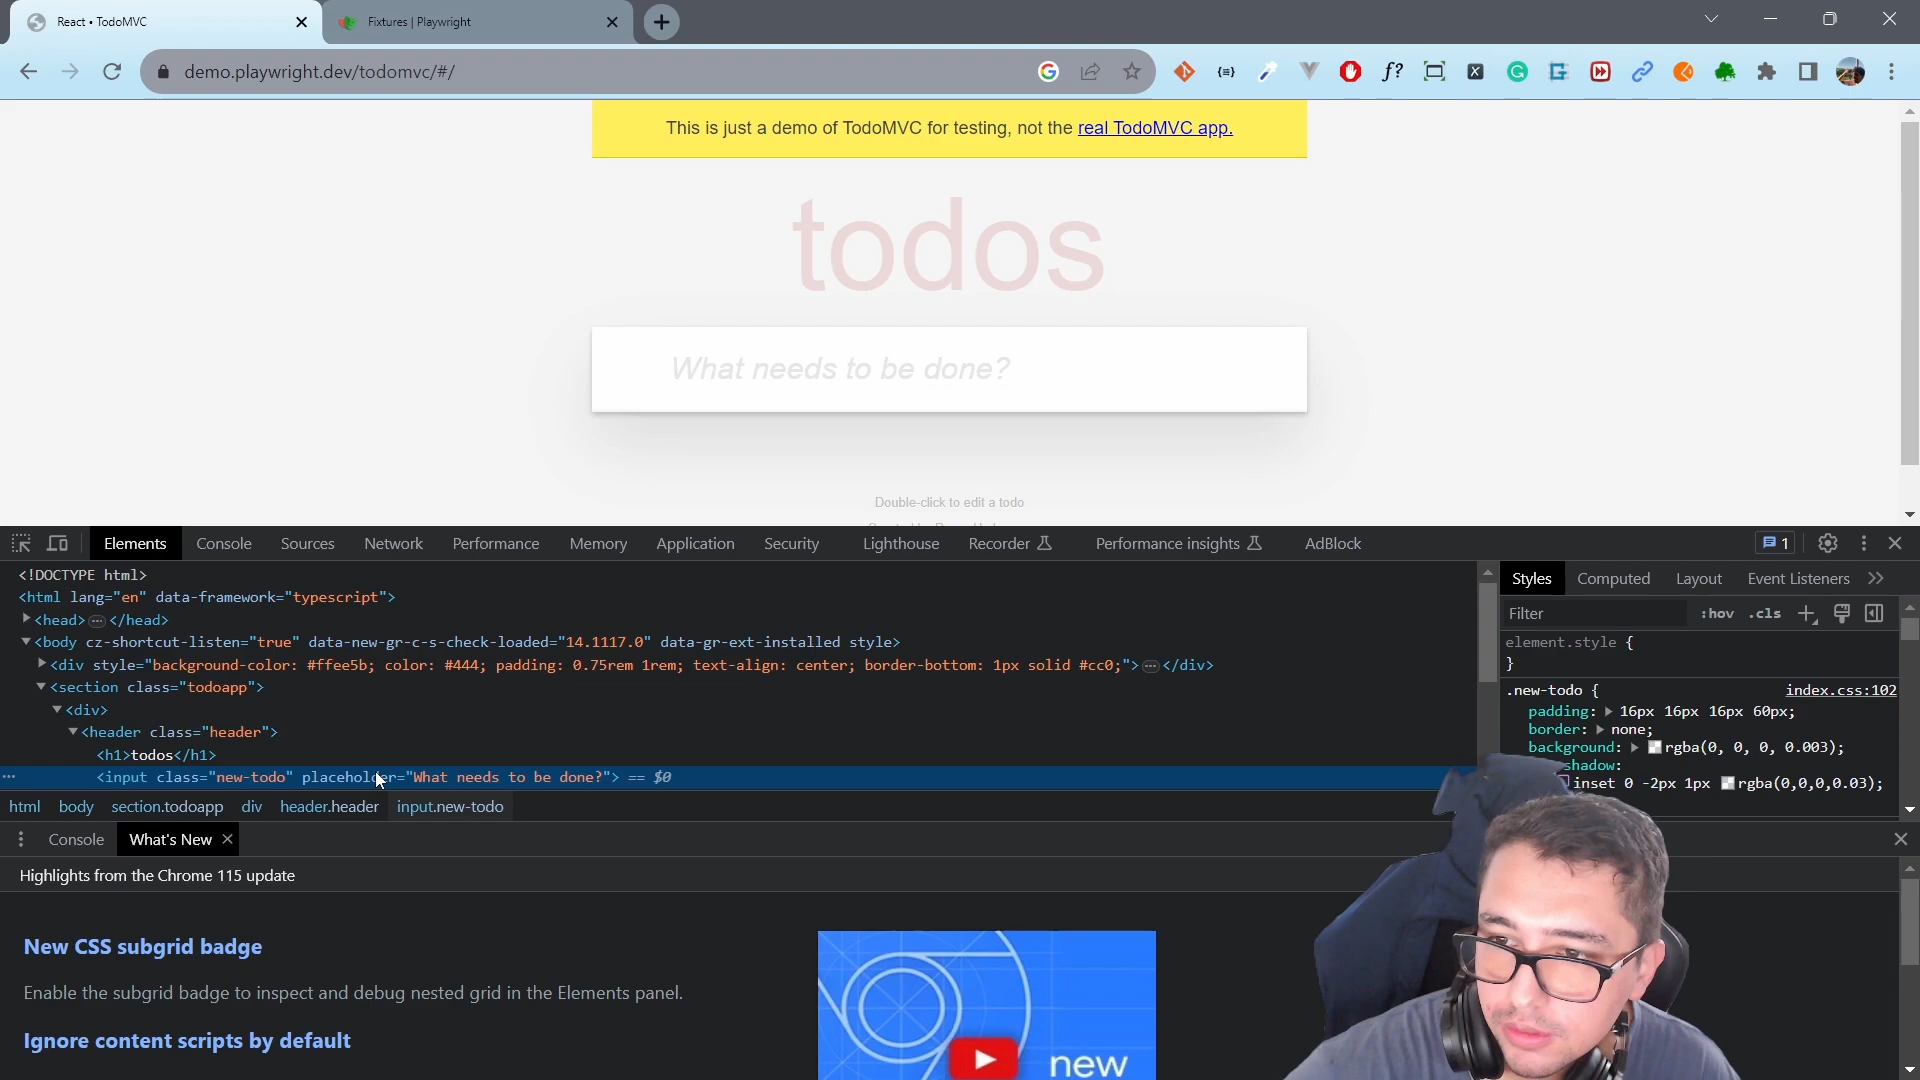 React • TodoMVC
Fixtures | Playwright
demo.playwright.dev/todomvc/#/
This is just a demo of TodoMVC for testing, not the real TodoMVC app.
todos
What needs to be done?
Double-click to edit a todo
Elements Console Sources Network Performance Memory Application Security Lighthouse Recorder Performance insights AdBlock 1
<!DOCTYPE html>
<html lang="en" data-framework="typescript">
<head>…</head>
<body cz-shortcut-listen="true" data-new-gr-c-s-check-loaded="14.1117.0" data-gr-ext-installed style>
<div style="background-color: #ffee5b; color: #444; padding: 0.75rem 1rem; text-align: center; border-bottom: 1px solid #cc0;">…</div>
<section class="todoapp">
<div>
<header class="header">
<h1>todos</h1>
<input class="new-todo" placeholder="What needs to be done?"> == $0
html body section.todoapp div header.header input.new-todo
Styles Computed Layout Event Listeners
Filter :hov .cls
element.style {
}
.new-todo { index.css:102
padding: 16px 16px 16px 60px;
border: none;
background: rgba(0, 0, 0, 0.003);
shadow:
inset 0 -2px 1px rgba(0,0,0,0.03);
Console What's New
Highlights from the Chrome 115 update
New CSS subgrid badge
Enable the subgrid badge to inspect and debug nested grid in the Elements panel.
Ignore content scripts by default
new